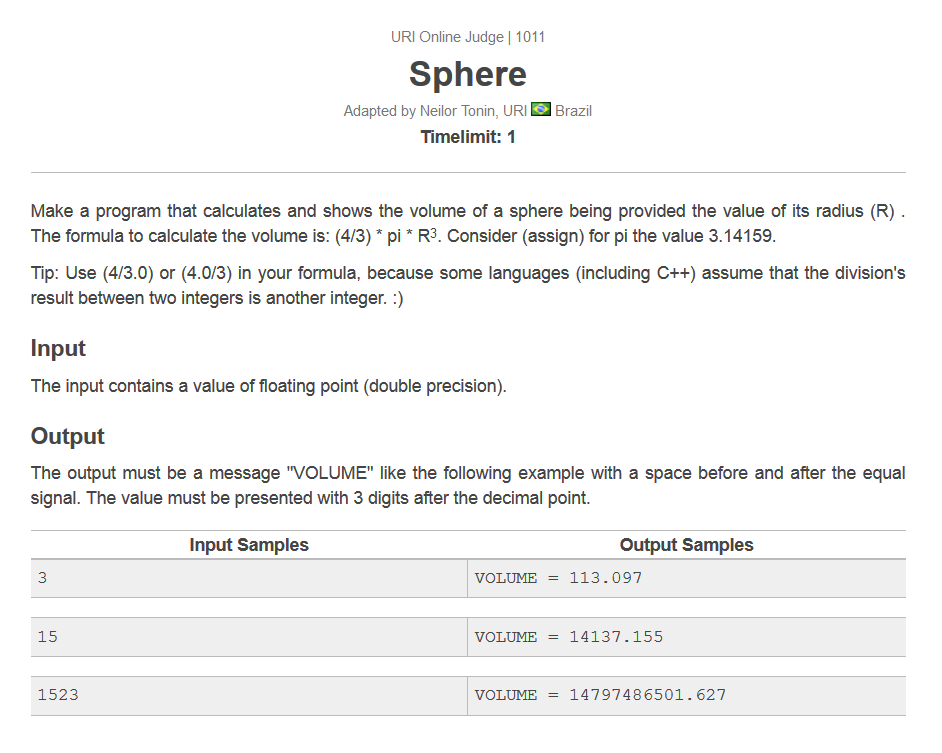 URI Online Judge | 1011
Sphere
Adapted by Neilor Tonin, URI Brazil
Timelimit: 1
Make a program that calculates and shows the volume of a sphere being provided the value of its radius (R) .
The formula to calculate the volume is: (4/3) * pi * R³. Consider (assign) for pi the value 3.14159.
Tip: Use (4/3.0) or (4.0/3) in your formula, because some languages (including C++) assume that the division's
result between two integers is another integer. :)
Input
The input contains a value of floating point (double precision).
Output
The output must be a message "VOLUME" like the following example with a space before and after the equal
signal. The value must be presented with 3 digits after the decimal point.
Input Samples Output Samples
3 VOLUME = 113.097
15 VOLUME = 14137.155
1523 VOLUME = 14797486501.627